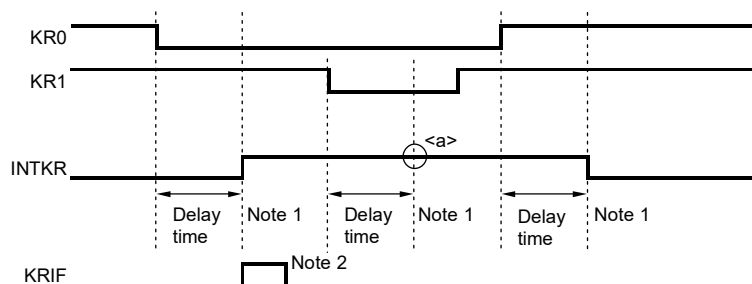 KR0
KR1
<a>
INTKR
Delay time
Note 1
Delay time
Note 1
Delay time
Note 1
KRIF
Note 2